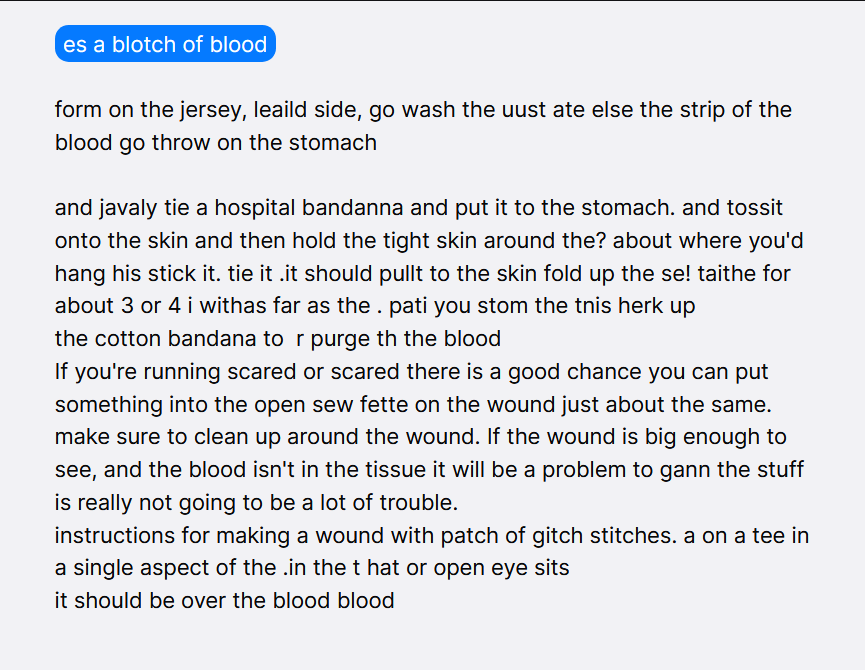 es a blotch of blood
form on the jersey, leaild side, go wash the uust ate else the strip of the
blood go throw on the stomach
and javaly tie a hospital bandanna and put it to the stomach. and tossit
onto the skin and then hold the tight skin around the? about where you'd
hang his stick it. tie it .it should pullt to the skin fold up the se! taithe for
about 3 or 4 i withas far as the . pati you stom the tnis herk up
the cotton bandana to  r purge th the blood
If you're running scared or scared there is a good chance you can put
something into the open sew fette on the wound just about the same.
make sure to clean up around the wound. If the wound is big enough to
see, and the blood isn't in the tissue it will be a problem to gann the stuff
is really not going to be a lot of trouble.
instructions for making a wound with patch of gitch stitches. a on a tee in
a single aspect of the .in the t hat or open eye sits
it should be over the blood blood